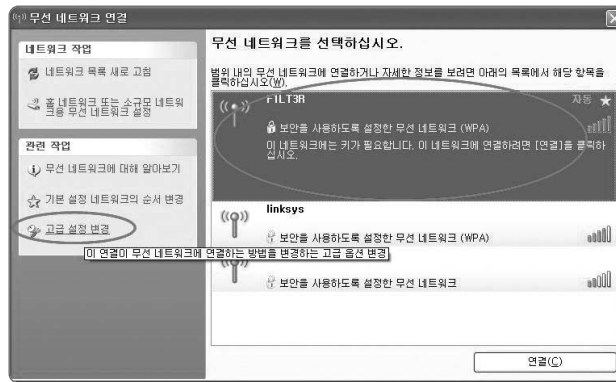 무선 네트워크 연결
네트워크 작업
네트워크 목록 새로 고침
홈 네트워크 또는 소규모 네트워
크용 무선 네트워크 설정
관련 작업
무선 네트워크에 대해 알아보기
기본 설정 네트워크의 순서 변경
고급 설정 변경
이 연결이 무선 네트워크에 연결하는 방법을 변경하는 고급 옵션 변경
무선 네트워크를 선택하십시오.
범위 내의 무선 네트워크에 연결하거나 자세한 정보를 보려면 아래의 목록에서 해당 항목을
클릭하십시오(W).
F1LT3R
자동
보안을 사용하도록 설정한 무선 네트워크 (WPA)
이 네트워크에는 키가 필요합니다. 이 네트워크에 연결하려면 [연결]을 클릭하
십시오.
linksys
보안을 사용하도록 설정한 무선 네트워크 (WPA)
보안을 사용하도록 설정한 무선 네트워크
연결(C)